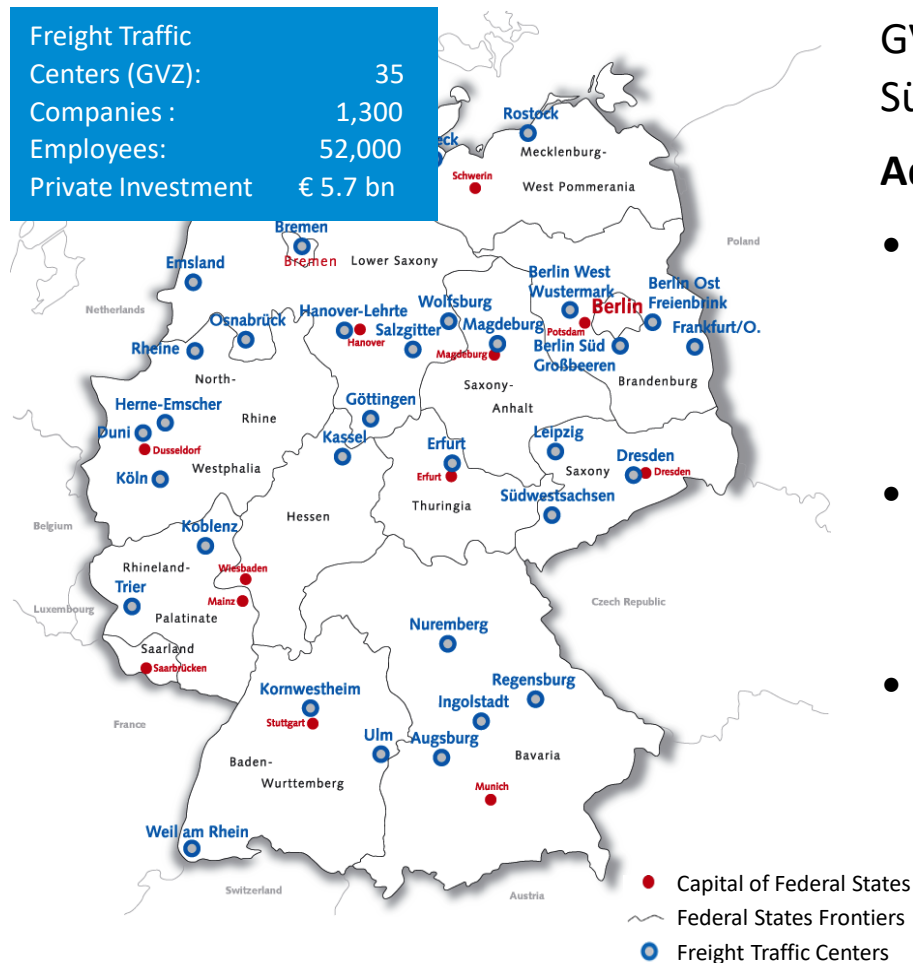 Freight Traffic
Centers (GVZ): 35
Companies : 1,300
Employees: 52,000
Private Investment € 5.7 bn
Rostock
Mecklenburg-
Schwerin
West Pommerania
Poland
Bremen
Bremen
Lower Saxony
Emsland
Berlin West
Wustermark
Berlin
Berlin Ost
Freienbrink
Netherlands
Osnabrück
Hanover-Lehrte
Hanover
Wolfsburg
Salzgitter
Magdeburg
Magdeburg
Potsdam
Frankfurt/O.
Berlin Süd
Großbeeren
Brandenburg
Rheine
North-
Rhine
Westphalia
Saxony-
Anhalt
Herne-Emscher
Göttingen
Duni
Dusseldorf
Kassel
Erfurt
Erfurt
Leipzig
Saxony
Dresden
Dresden
Köln
Thuringia
Südwestsachsen
Hessen
Belgium
Koblenz
Rhineland-
Palatinate
Wiesbaden
Mainz
Trier
Luxembourg
Czech Republic
Saarland
Saarbrücken
Nuremberg
Regensburg
Ingolstadt
Kornwestheim
Stuttgart
France
Ulm
Augsburg
Bavaria
Baden-
Wurttemberg
Munich
Weil am Rhein
Switzerland
Austria
Capital of Federal States
Federal States Frontiers
Freight Traffic Centers